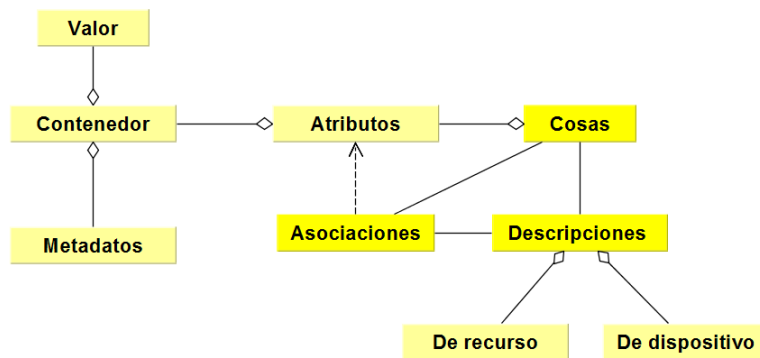 Valor
Contenedor
Atributos
Cosas
Metadatos
Asociaciones
Descripciones
De recurso
De dispositivo